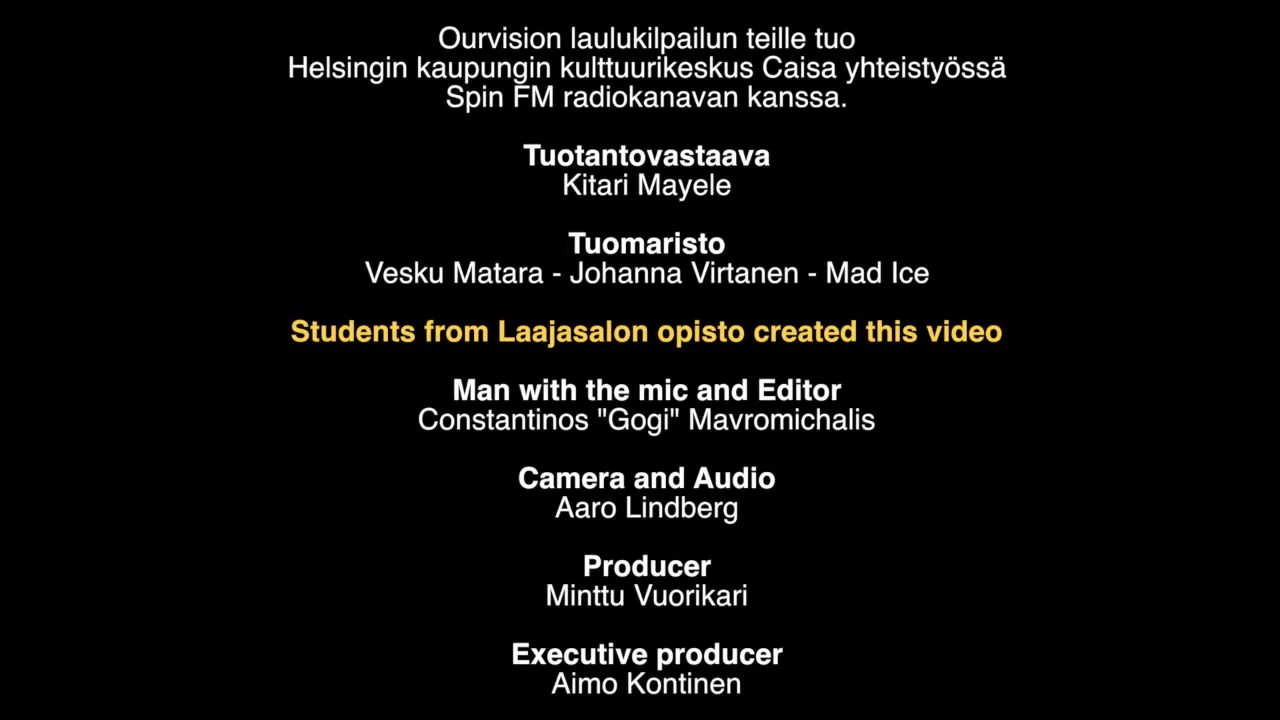 Ourvision laulukilpailun teille tuo
Helsingin kaupungin kulttuurikeskus Caisa yhteistyössä
Spin FM radiokanavan kanssa.
Tuotantovastaava
Kitari Mayele
Tuomaristo
Vesku Matara - Johanna Virtanen - Mad Ice
Students from Laajasalon opisto created this video
Man with the mic and Editor
Constantinos "Gogi" Mavromichalis
Camera and Audio
Aaro Lindberg
Producer
Minttu Vuorikari
Executive producer
Aimo Kontinen